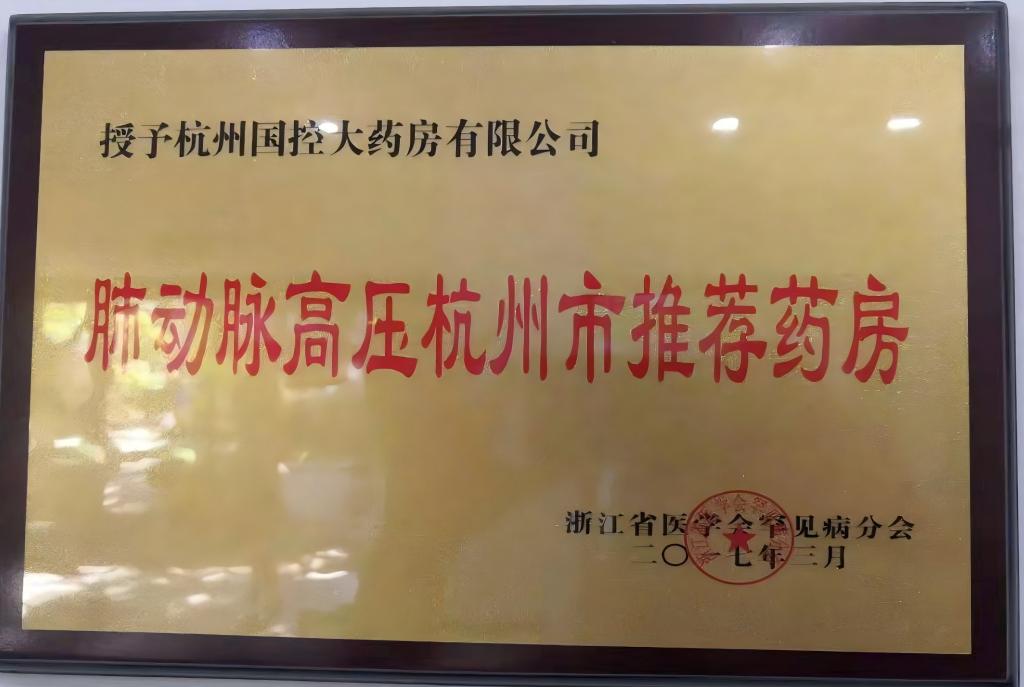 授予杭州国控大药房有限公司
肺动脉高压杭州市推荐药房
浙江省医学会罕见病分会
二〇一七年三月